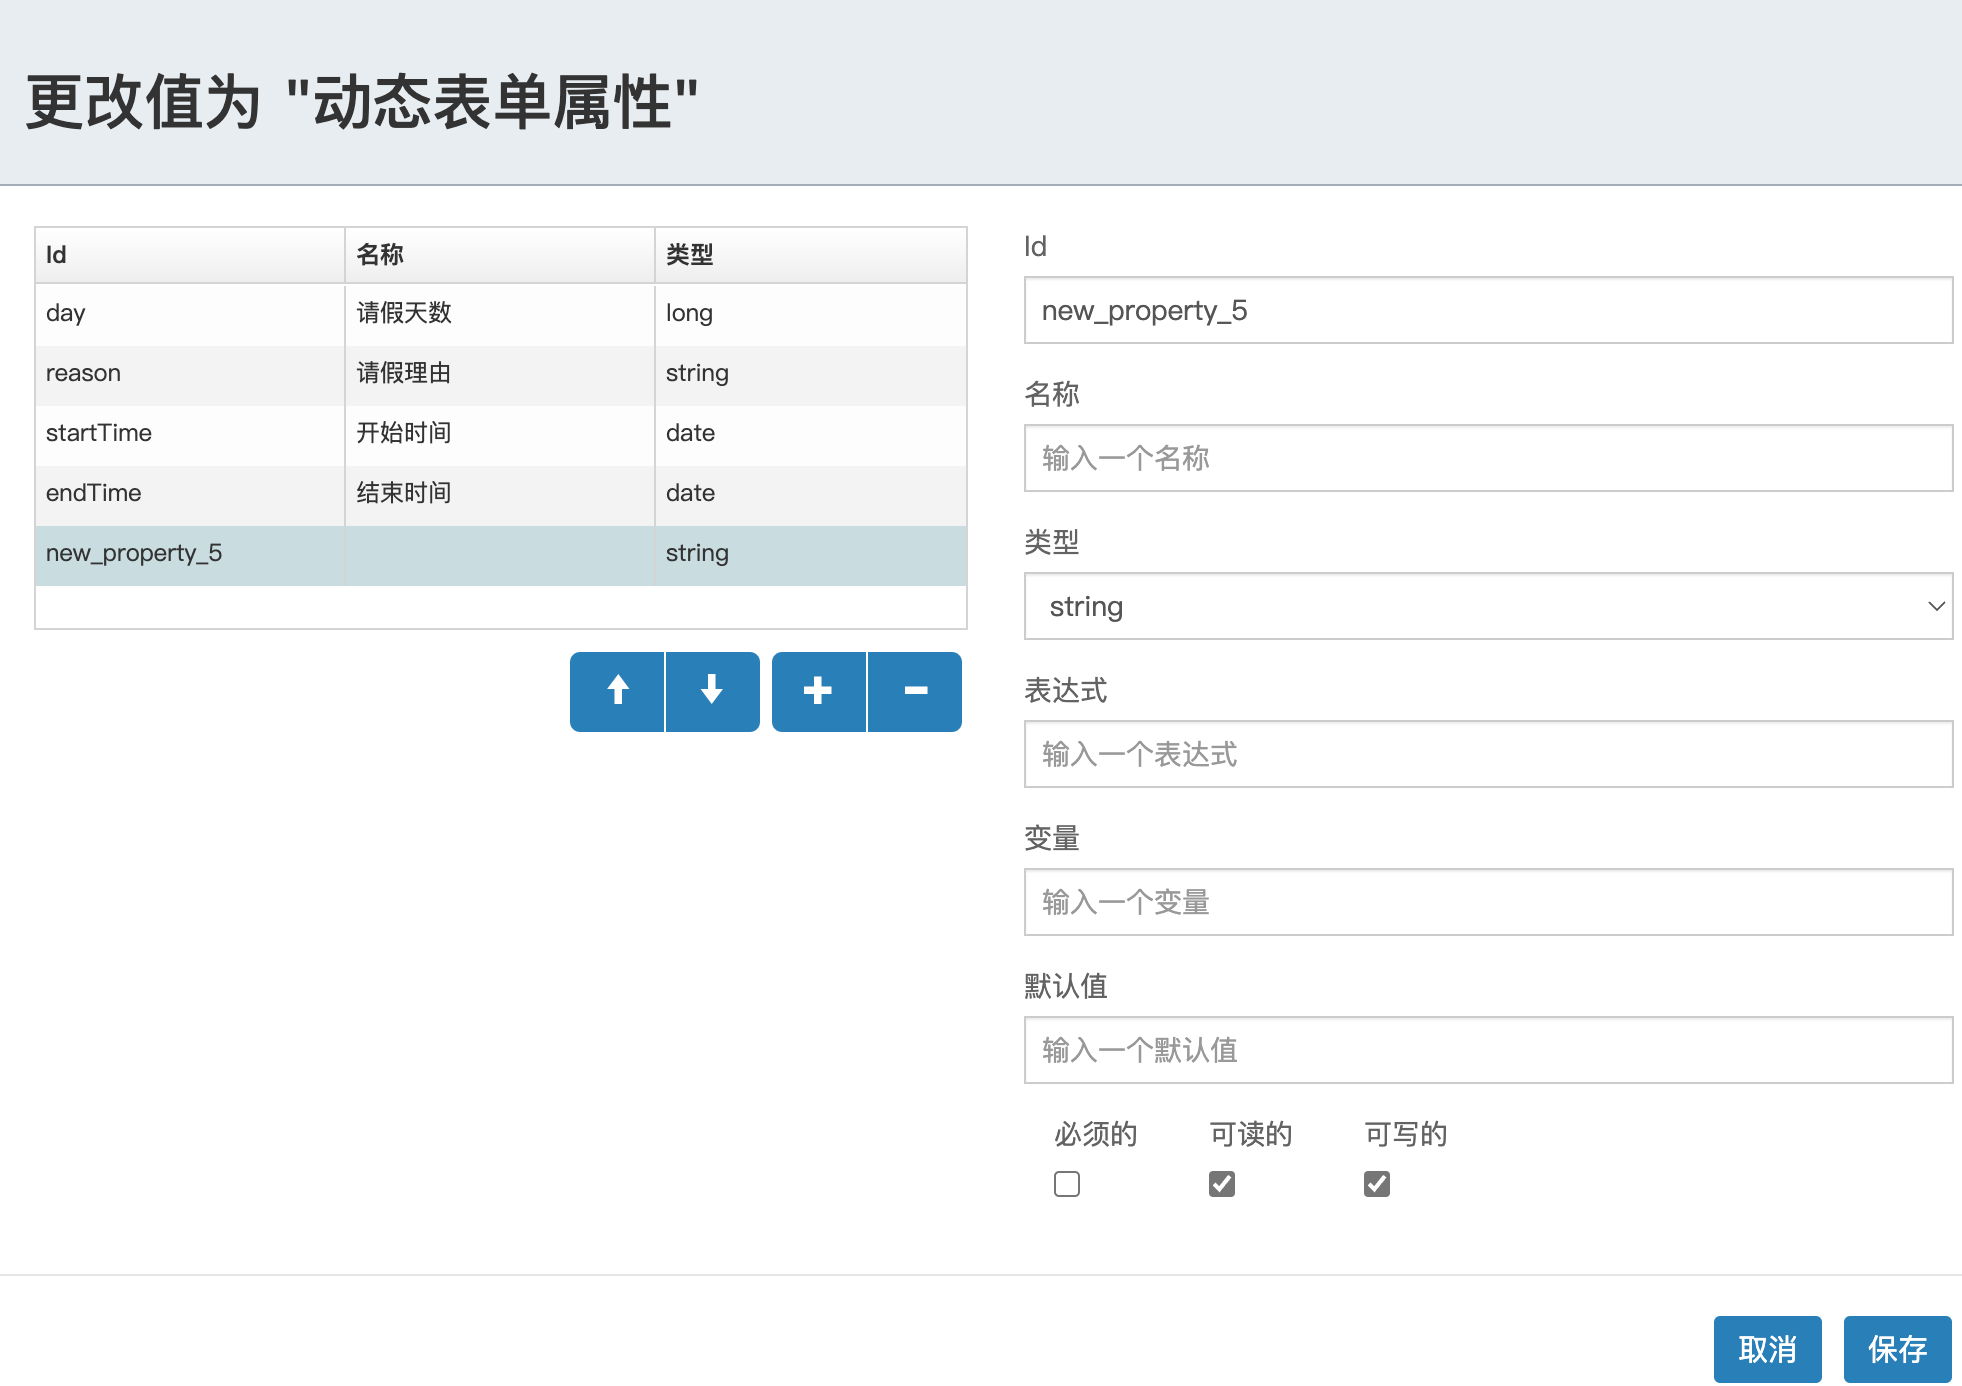 更改值为 "动态表单属性"
Id 名称 类型
day 请假天数 long
reason 请假理由 string
startTime 开始时间 date
endTime 结束时间 date
new_property_5 string
Id
new_property_5
名称
输入一个名称
类型
string
表达式
输入一个表达式
变量
输入一个变量
默认值
输入一个默认值
必须的 可读的 可写的
取消 保存